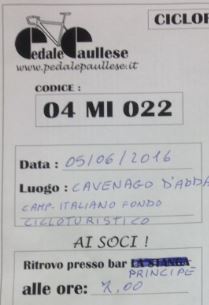 CICLOF
Pedale Paullese
www.pedalepaullese.it
CODICE :
04 MI 022
Data : 05/06/2016
Luogo : CAVENAGO D'ADDA
CAMP. ITALIANO FONDO
CICLOTURISTICO
AI SOCI !
Ritrovo presso bar LA STANGA
PRINCIPE
alle ore: 7,00